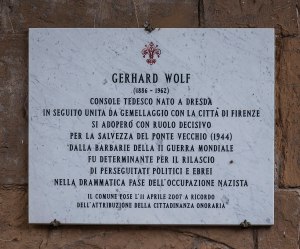 GERHARD WOLF
(1886 - 1962)
CONSOLE TEDESCO NATO A DRESDA
IN SEGUITO UNITA DA GEMELLAGGIO CON LA CITTÀ DI FIRENZE
SI ADOPERÒ CON RUOLO DECISIVO
PER LA SALVEZZA DEL PONTE VECCHIO (1944)
DALLA BARBARIE DELLA II GUERRA MONDIALE
FU DETERMINANTE PER IL RILASCIO
DI PERSEGUITATI POLITICI E EBREI
NELLA DRAMMATICA FASE DELL'OCCUPAZIONE NAZISTA
IL COMUNE POSE L'11 APRILE 2007 A RICORDO
DELL'ATTRIBUZIONE DELLA CITTADINANZA ONORARIA